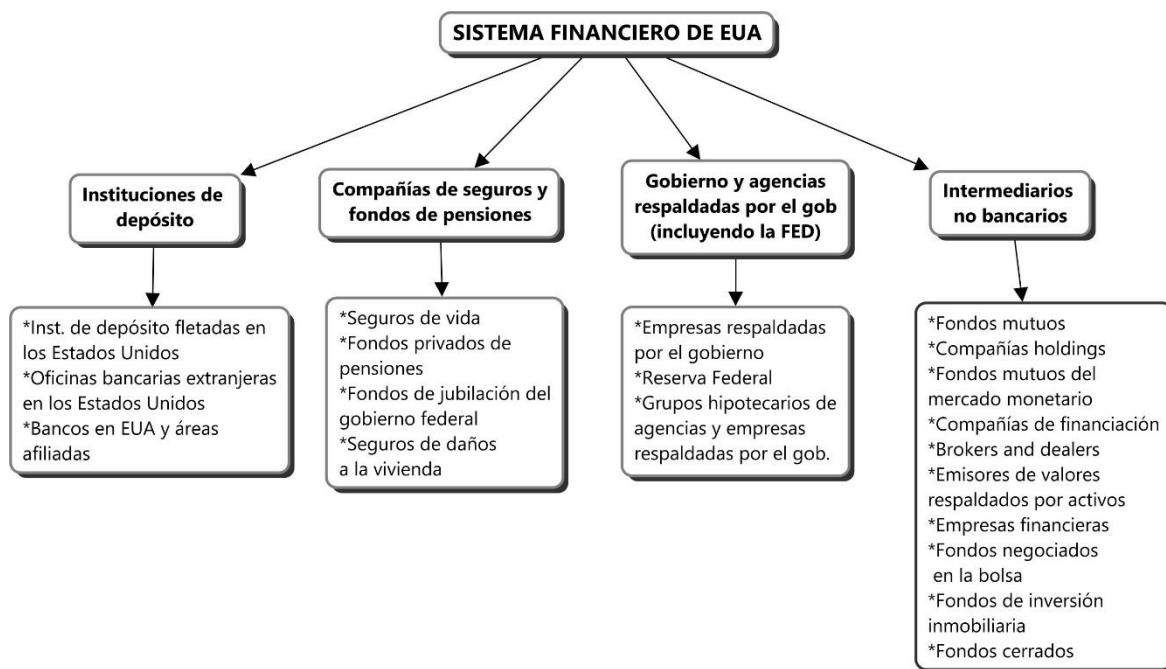 SISTEMA FINANCIERO DE EUA
Instituciones de
depósito
*Inst. de depósito fletadas en
los Estados Unidos
*Oficinas bancarias extranjeras
en los Estados Unidos
*Bancos en EUA y áreas
afiliadas
Compañías de seguros y
fondos de pensiones
*Seguros de vida
*Fondos privados de
pensiones
*Fondos de jubilación del
gobierno federal
*Seguros de daños
a la vivienda
Gobierno y agencias
respaldadas por el gob
(incluyendo la FED)
*Empresas respaldadas
por el gobierno
*Reserva Federal
*Grupos hipotecarios de
agencias y empresas
respaldadas por el gob.
Intermediarios
no bancarios
*Fondos mutuos
*Compañías holdings
*Fondos mutuos del
mercado monetario
*Compañías de financiación
*Brokers and dealers
*Emisores de valores
respaldados por activos
*Empresas financieras
*Fondos negociados
en la bolsa
*Fondos de inversión
inmobiliaria
*Fondos cerrados